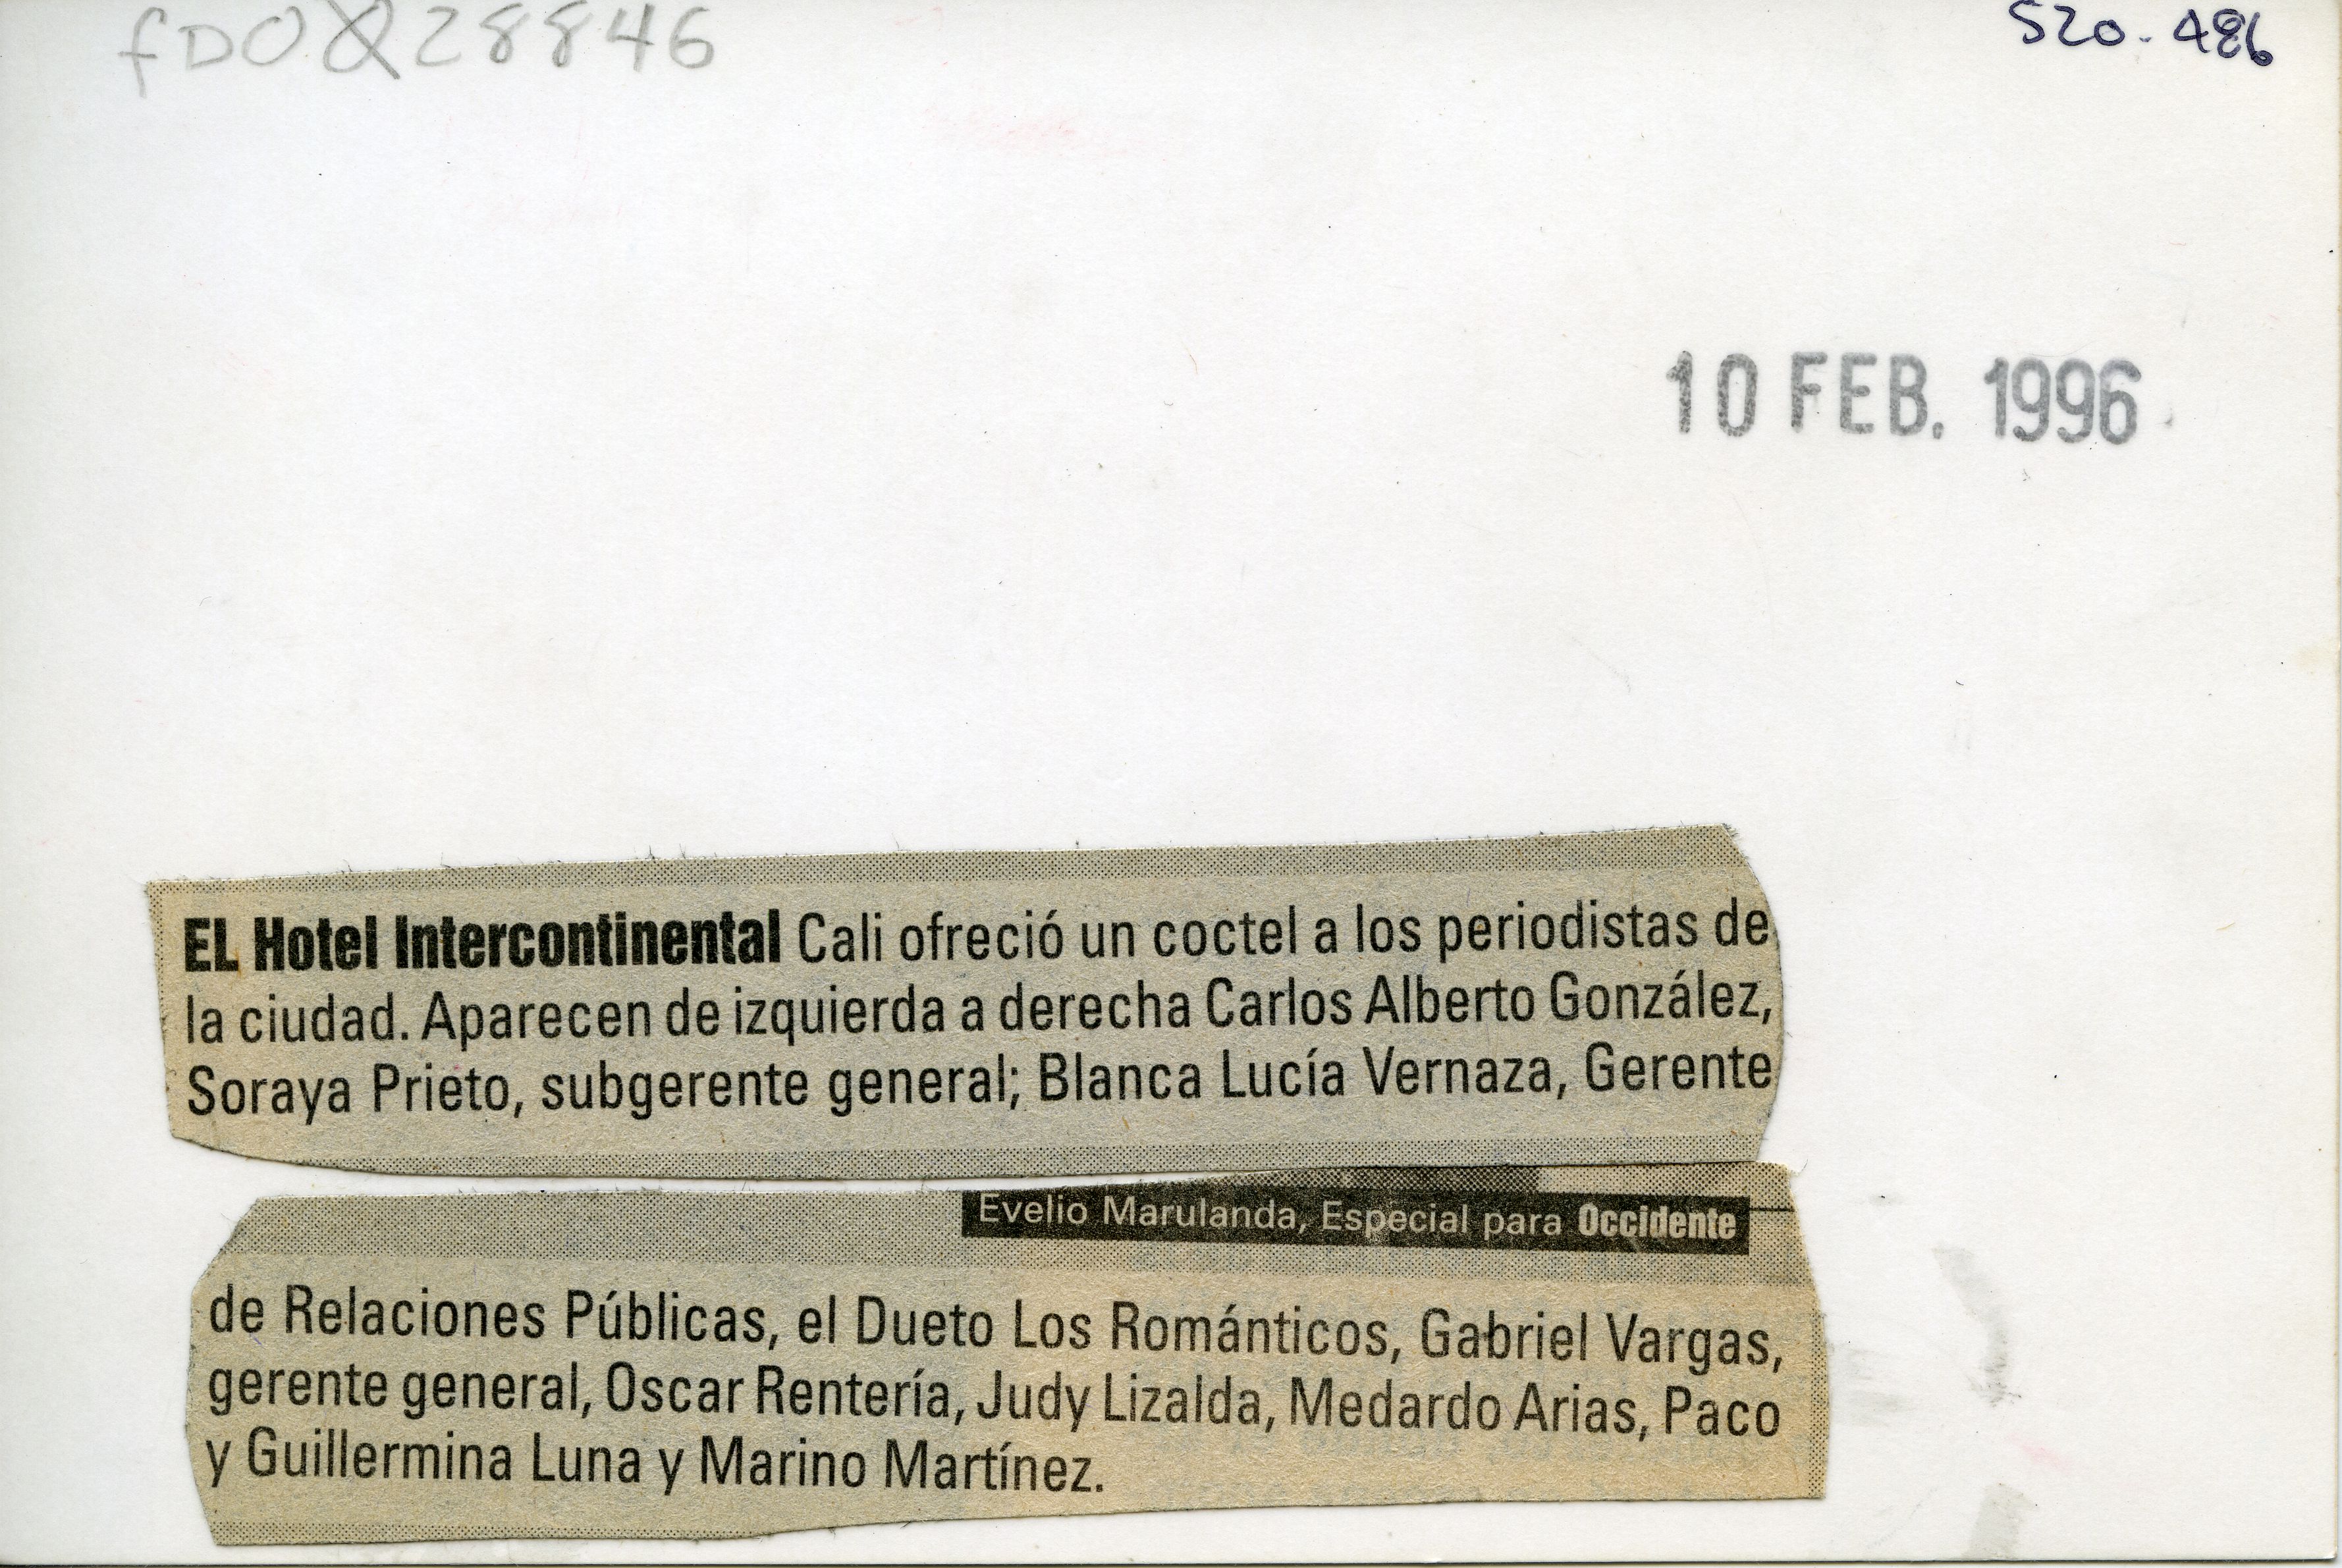 fDO Q28846
520-486
10 FEB. 1996
EL Hotel Intercontinental Cali ofreció un coctel a los periodistas de
la ciudad. Aparecen de izquierda a derecha Carlos Alberto González,
Soraya Prieto, subgerente general; Blanca Lucía Vernaza, Gerente
Evelio Marulanda, Especial para Occidente
de Relaciones Públicas, el Dueto Los Románticos, Gabriel Vargas,
gerente general, Oscar Rentería, Judy Lizalda, Medardo Arias, Paco
y Guillermina Luna y Marino Martínez.